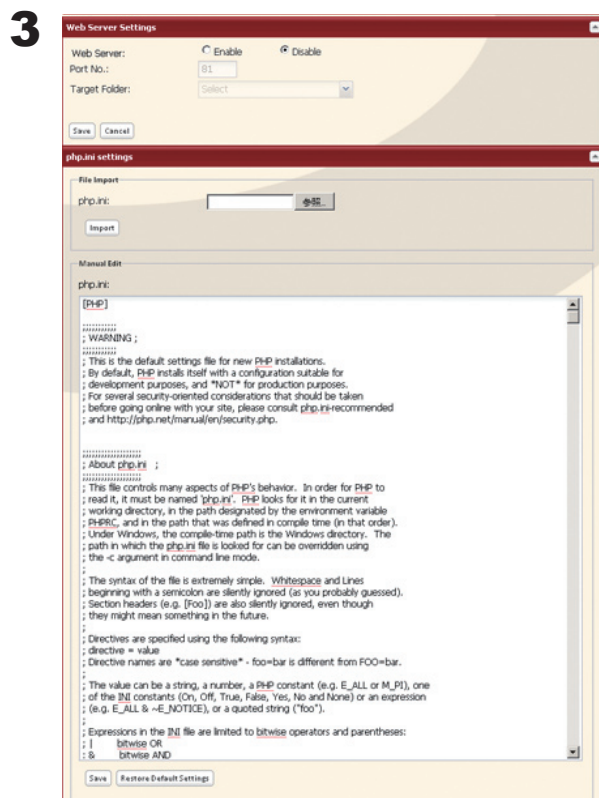 3
Web Server Settings
Web Server: Enable Disable
Port No.: 81
Target Folder: Select
Save Cancel
php.ini settings
File Import
php.ini: 参照...
Import
Manual Edit
php.ini:
[PHP]
;;;;;;;;;;;
; WARNING ;
;;;;;;;;;;;
; This is the default settings file for new PHP installations.
; By default, PHP installs itself with a configuration suitable for
; development purposes, and *NOT* for production purposes.
; For several security-oriented considerations that should be taken
; before going online with your site, please consult php.ini-recommended
; and http://php.net/manual/en/security.php.
;;;;;;;;;;;;;;;;;;;
; About php.ini ;
;;;;;;;;;;;;;;;;;;;
; This file controls many aspects of PHP's behavior. In order for PHP to
; read it, it must be named 'php.ini'. PHP looks for it in the current
; working directory, in the path designated by the environment variable
; PHPRC, and in the path that was defined in compile time (in that order).
; Under Windows, the compile-time path is the Windows directory. The
; path in which the php.ini file is looked for can be overridden using
; the -c argument in command line mode.
;
; The syntax of the file is extremely simple. Whitespace and Lines
; beginning with a semicolon are silently ignored (as you probably guessed).
; Section headers (e.g. [Foo]) are also silently ignored, even though
; they might mean something in the future.
;
; Directives are specified using the following syntax:
; directive = value
; Directive names are *case sensitive* - foo=bar is different from FOO=bar.
;
; The value can be a string, a number, a PHP constant (e.g. E_ALL or M_PI), one
; of the INI constants (On, Off, True, False, Yes, No and None) or an expression
; (e.g. E_ALL & ~E_NOTICE), or a quoted string ("foo").
;
; Expressions in the INI file are limited to bitwise operators and parentheses:
; | bitwise OR
; & bitwise AND
Save Restore Default Settings